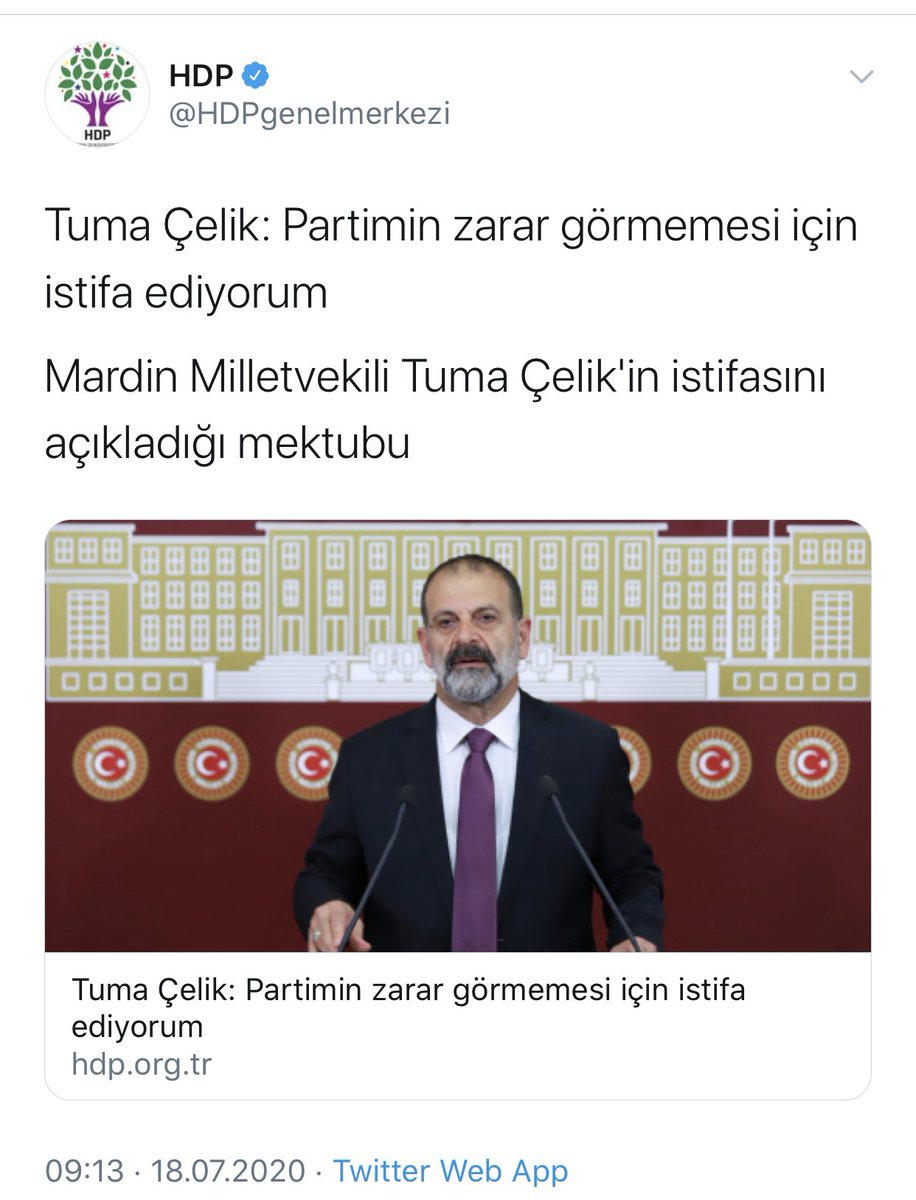 HDP
@HDPgenelmerkezi
HDP
Tuma Çelik: Partimin zarar görmemesi için
istifa ediyorum
Mardin Milletvekili Tuma Çelik'in istifasını
açıkladığı mektubu
Tuma Çelik: Partimin zarar görmemesi için istifa
ediyorum
hdp.org.tr
09:13 · 18.07.2020 · Twitter Web App